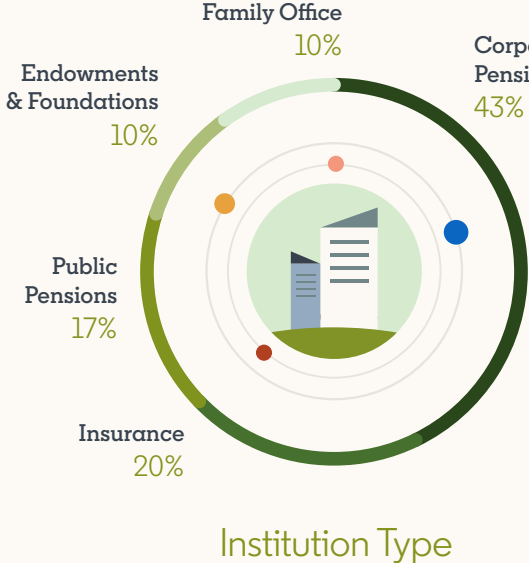 Family Office
10%
Endowments
& Foundations
10%
43%
Public
Pensions
17%
Insurance
20%
Institution Type